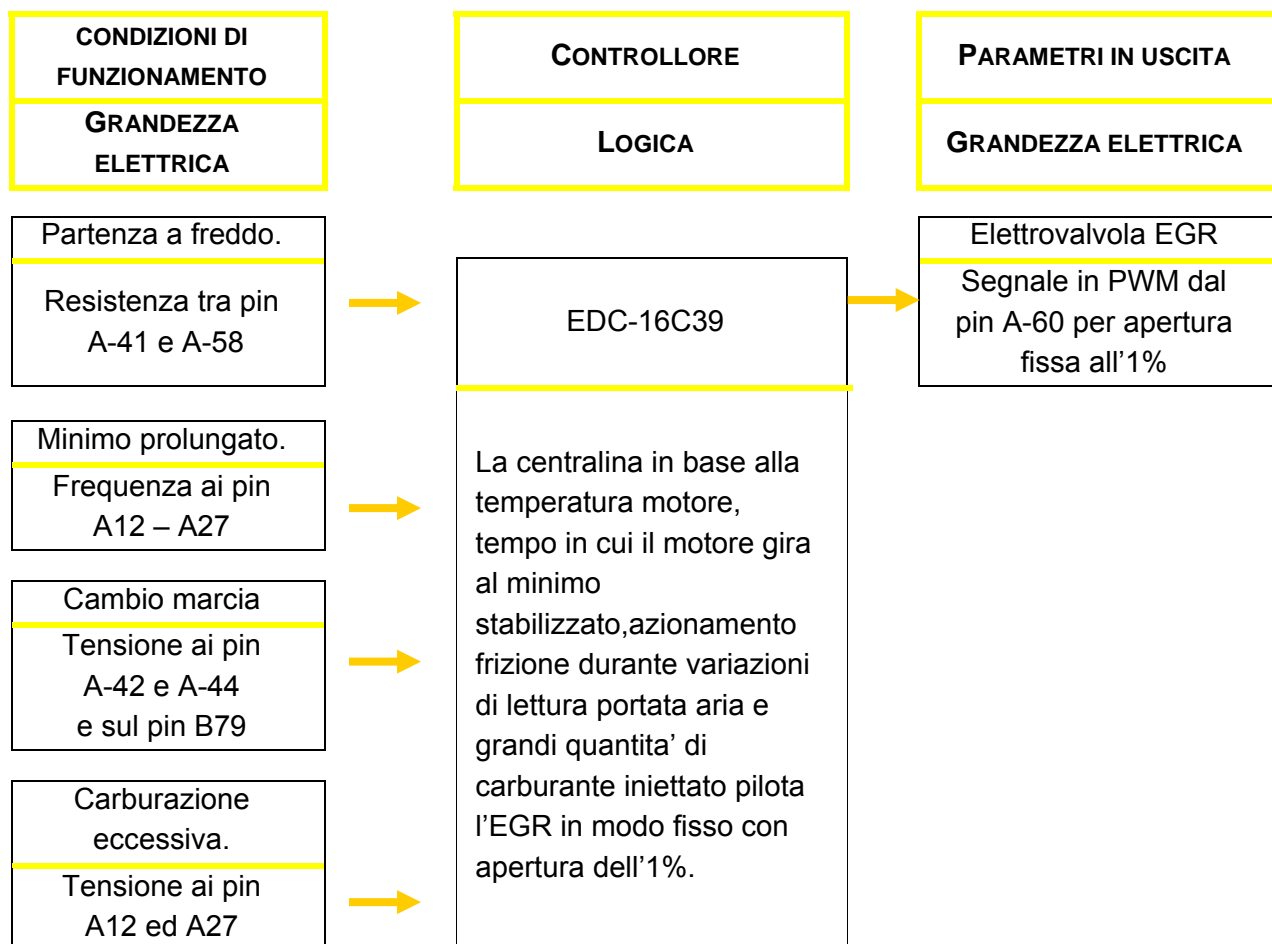 CONDIZIONI DI
FUNZIONAMENTO
GRANDEZZA
ELETTRICA
CONTROLLORE
LOGICA
PARAMETRI IN USCITA
GRANDEZZA ELETTRICA
Partenza a freddo.
Resistenza tra pin
A-41 e A-58
Minimo prolungato.
Frequenza ai pin
A12 – A27
Cambio marcia
Tensione ai pin
A-42 e A-44
e sul pin B79
Carburazione
eccessiva.
Tensione ai pin
A12 ed A27
EDC-16C39
La centralina in base alla
temperatura motore,
tempo in cui il motore gira
al minimo
stabilizzato,azionamento
frizione durante variazioni
di lettura portata aria e
grandi quantita’ di
carburante iniettato pilota
l’EGR in modo fisso con
apertura dell’1%.
Elettrovalvola EGR
Segnale in PWM dal
pin A-60 per apertura
fissa all’1%